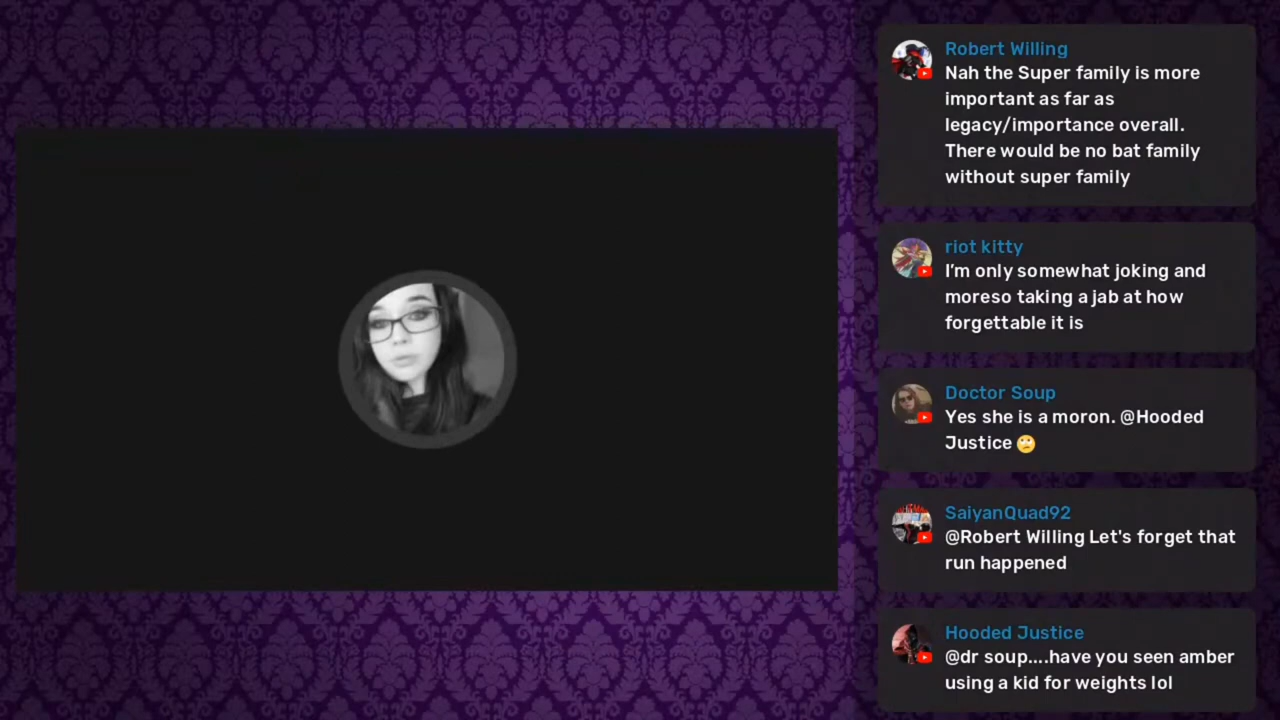 Robert Willing
Nah the Super family is more
important as far as
legacy/importance overall.
There would be no bat family
without super family
riot kitty
I'm only somewhat joking and
moreso taking a jab at how
forgettable it is
Doctor Soup
Yes she is a moron. @Hooded
Justice 🙄
SaiyanQuad92
@Robert Willing Let's forget that
run happened
Hooded Justice
@dr soup....have you seen amber
using a kid for weights lol